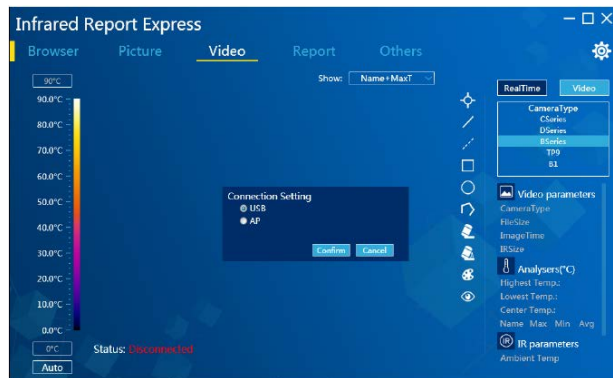 Infrared Report Express
Browser Picture Video Report Others
90°C
Show: Name+MaxT
RealTime Video
90.0°C
80.0°C
70.0°C
60.0°C
50.0°C
40.0°C
30.0°C
20.0°C
10.0°C
0.0°C
0°C
Auto
Status: Disconnected
Connection Setting
USB
AP
Confirm Cancel
CameraType
CSeries
DSeries
BSeries
TP9
B1
Video parameters
CameraType
FileSize
ImageTime
IRSize
Analysers(°C)
Highest Temp.:
Lowest Temp.:
Center Temp.:
Name Max Min Avg
IR IR parameters
Ambient Temp